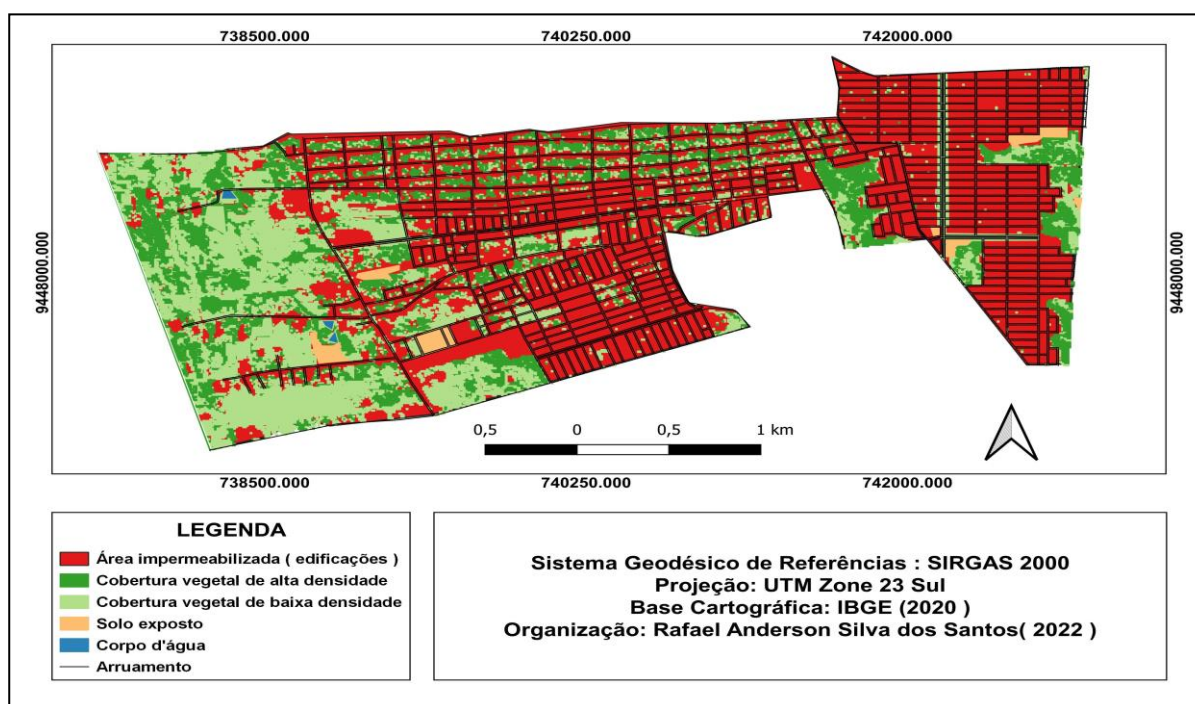 738500.000 740250.000 742000.000
9448000.000 9448000.000
0,5 0 0,5 1 km
738500.000 740250.000 742000.000
LEGENDA
Área impermeabilizada ( edificações )
Cobertura vegetal de alta densidade
Cobertura vegetal de baixa densidade
Solo exposto
Corpo d'água
Arruamento
Sistema Geodésico de Referências : SIRGAS 2000
Projeção: UTM Zone 23 Sul
Base Cartográfica: IBGE (2020 )
Organização: Rafael Anderson Silva dos Santos( 2022 )